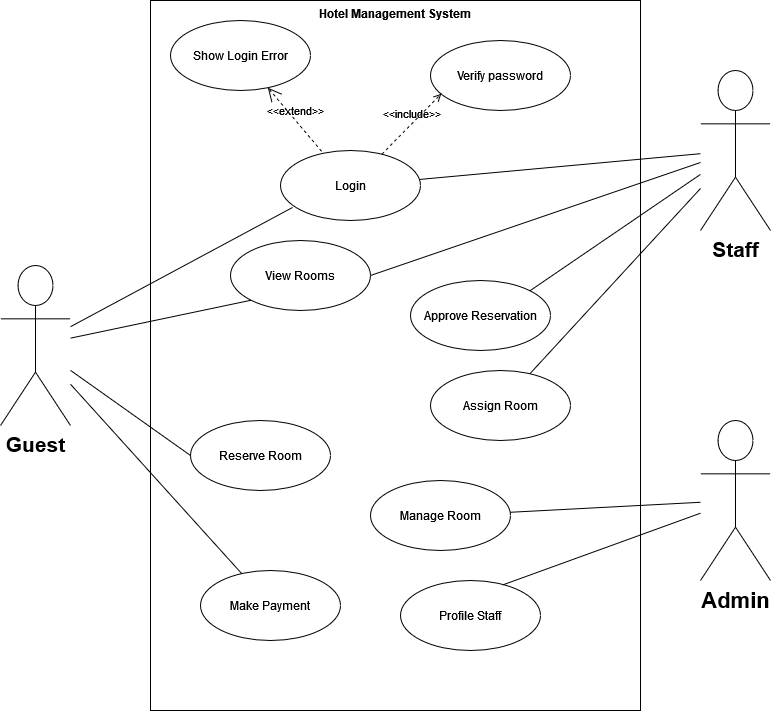 Hotel Management System
Show Login Error
Verify password
<<extend>>
<<include>>
Login
Staff
View Rooms
Approve Reservation
Assign Room
Guest
Reserve Room
Manage Room
Admin
Make Payment
Profile Staff